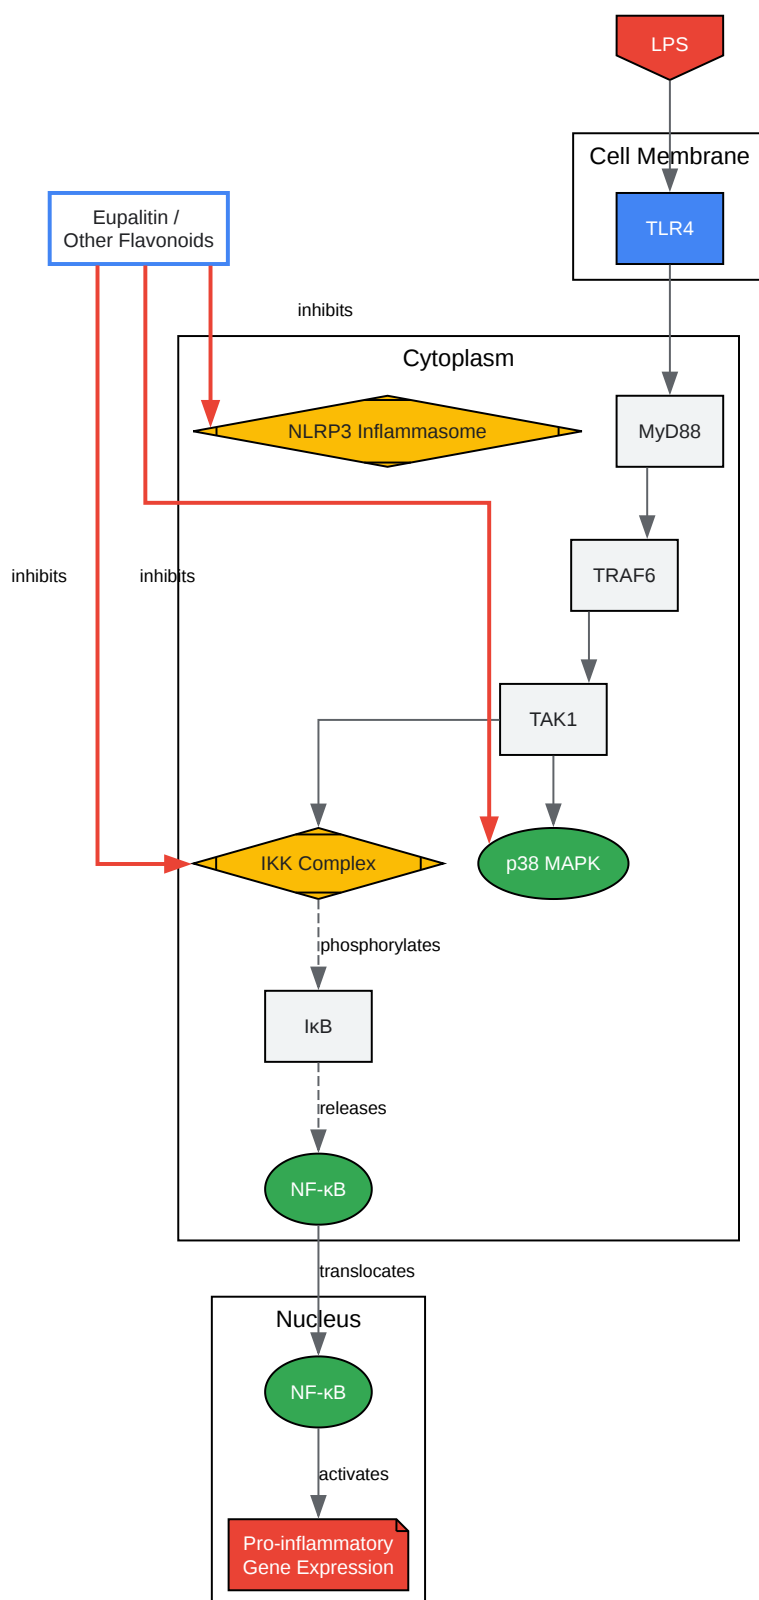 LPS
Cell Membrane
TLR4
Eupalitin /
Other Flavonoids
inhibits
Cytoplasm
NLRP3 Inflammasome
MyD88
inhibits
inhibits
TRAF6
TAK1
IKK Complex
p38 MAPK
phosphorylates
IκB
releases
NF-κB
translocates
Nucleus
NF-κB
activates
Pro-inflammatory
Gene Expression